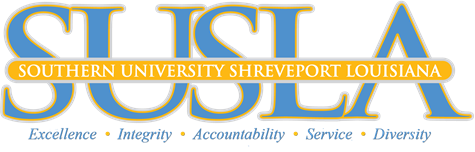 SUSLA
SOUTHERN UNIVERSITY SHREVEPORT LOUISIANA
Excellence • Integrity • Accountability • Service • Diversity